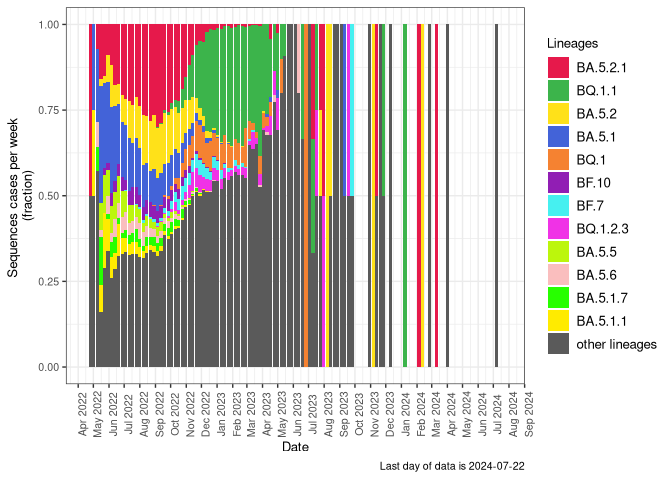 1.00
0.75
0.50
0.25
0.00
Sequences cases per week
(fraction)
Apr 2022
May 2022
Jun 2022
Jul 2022
Aug 2022
Sep 2022
Oct 2022
Nov 2022
Dec 2022
Jan 2023
Feb 2023
Mar 2023
Apr 2023
May 2023
Jun 2023
Jul 2023
Aug 2023
Sep 2023
Oct 2023
Nov 2023
Dec 2023
Jan 2024
Feb 2024
Mar 2024
Apr 2024
May 2024
Jun 2024
Jul 2024
Aug 2024
Sep 2024
Date
Lineages
BA.5.2.1
BQ.1.1
BA.5.2
BA.5.1
BQ.1
BF.10
BF.7
BQ.1.2.3
BA.5.5
BA.5.6
BA.5.1.7
BA.5.1.1
other lineages
Last day of data is 2024-07-22